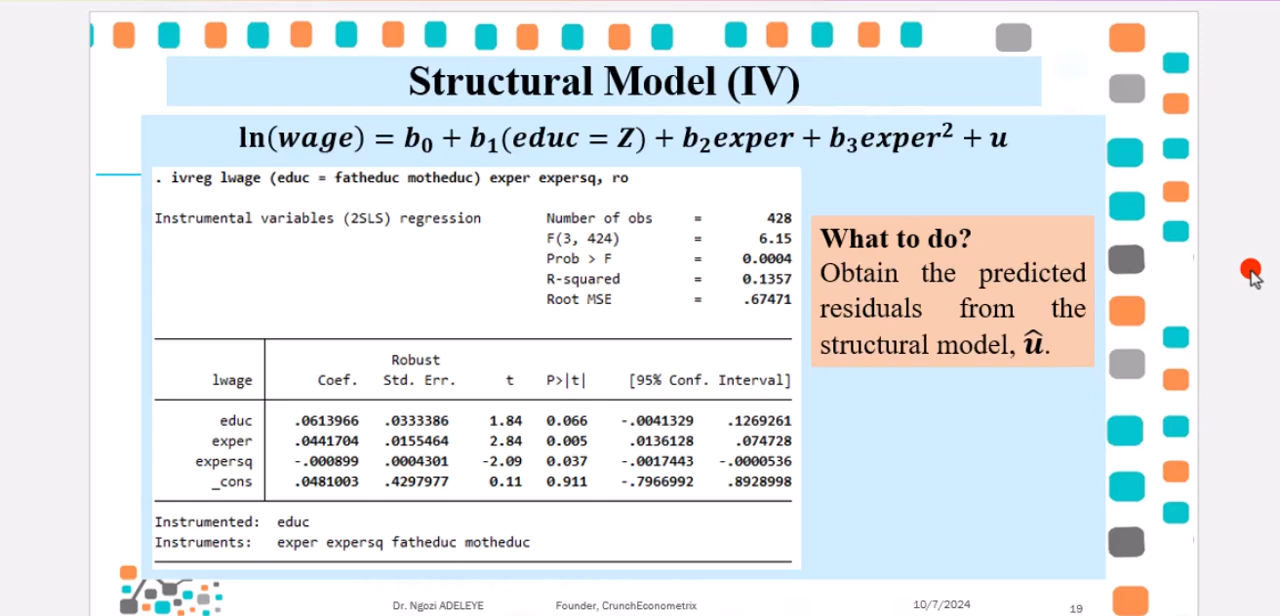 Structural Model (IV)
ln(wage) = b₀ + b₁(educ = Z) + b₂exper + b₃exper² + u
. ivreg lwage (educ = fatheduc motheduc) exper expersq, ro
Instrumental variables (2SLS) regression Number of obs = 428
F(3, 424) = 6.15
Prob > F = 0.0004
R-squared = 0.1357
Root MSE = .67471
Robust
lwage Coef. Std. Err. t P>|t| [95% Conf. Interval]
educ .0613966 .0333386 1.84 0.066 -.0041329 .1269261
exper .0441704 .0155464 2.84 0.005 .0136128 .074728
expersq -.000899 .0004301 -2.09 0.037 -.0017443 -.0000536
_cons .0481003 .4297977 0.11 0.911 -.7966992 .8928998
Instrumented: educ
Instruments: exper expersq fatheduc motheduc
What to do?
Obtain the predicted
residuals from the
structural model, û.
Dr. Ngozi ADELEYE Founder, CrunchEconometrix 10/7/2024 19